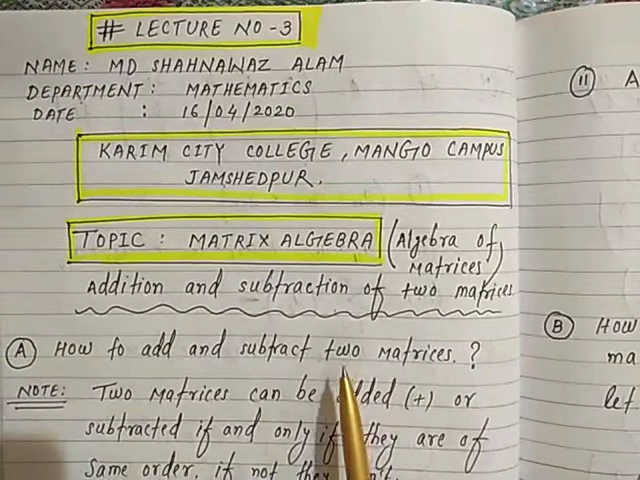 # LECTURE NO - 3
NAME: MD SHAHNAWAZ ALAM
DEPARTMENT: MATHEMATICS
DATE : 16/04/2020
KARIM CITY COLLEGE, MANGO CAMPUS
JAMSHEDPUR.
TOPIC: MATRIX ALGEBRA (Algebra of
Matrices)
Addition and subtraction of two matrices
(A) How to add and subtract two Matrices. ?
NOTE: Two Matrices can be added (+) or
subtracted if and only if they are of
same order. if not they
(11) A
(B) HOW
ma
let